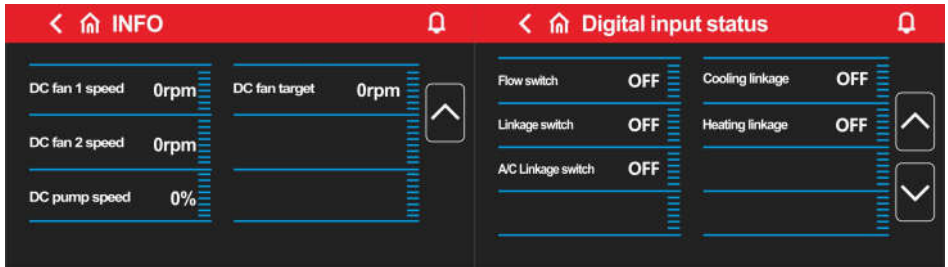 INFO
DC fan 1 speed 0rpm DC fan target 0rpm
DC fan 2 speed 0rpm
DC pump speed 0%
Digital input status
Flow switch OFF Cooling linkage OFF
Linkage switch OFF Heating linkage OFF
A/C Linkage switch OFF